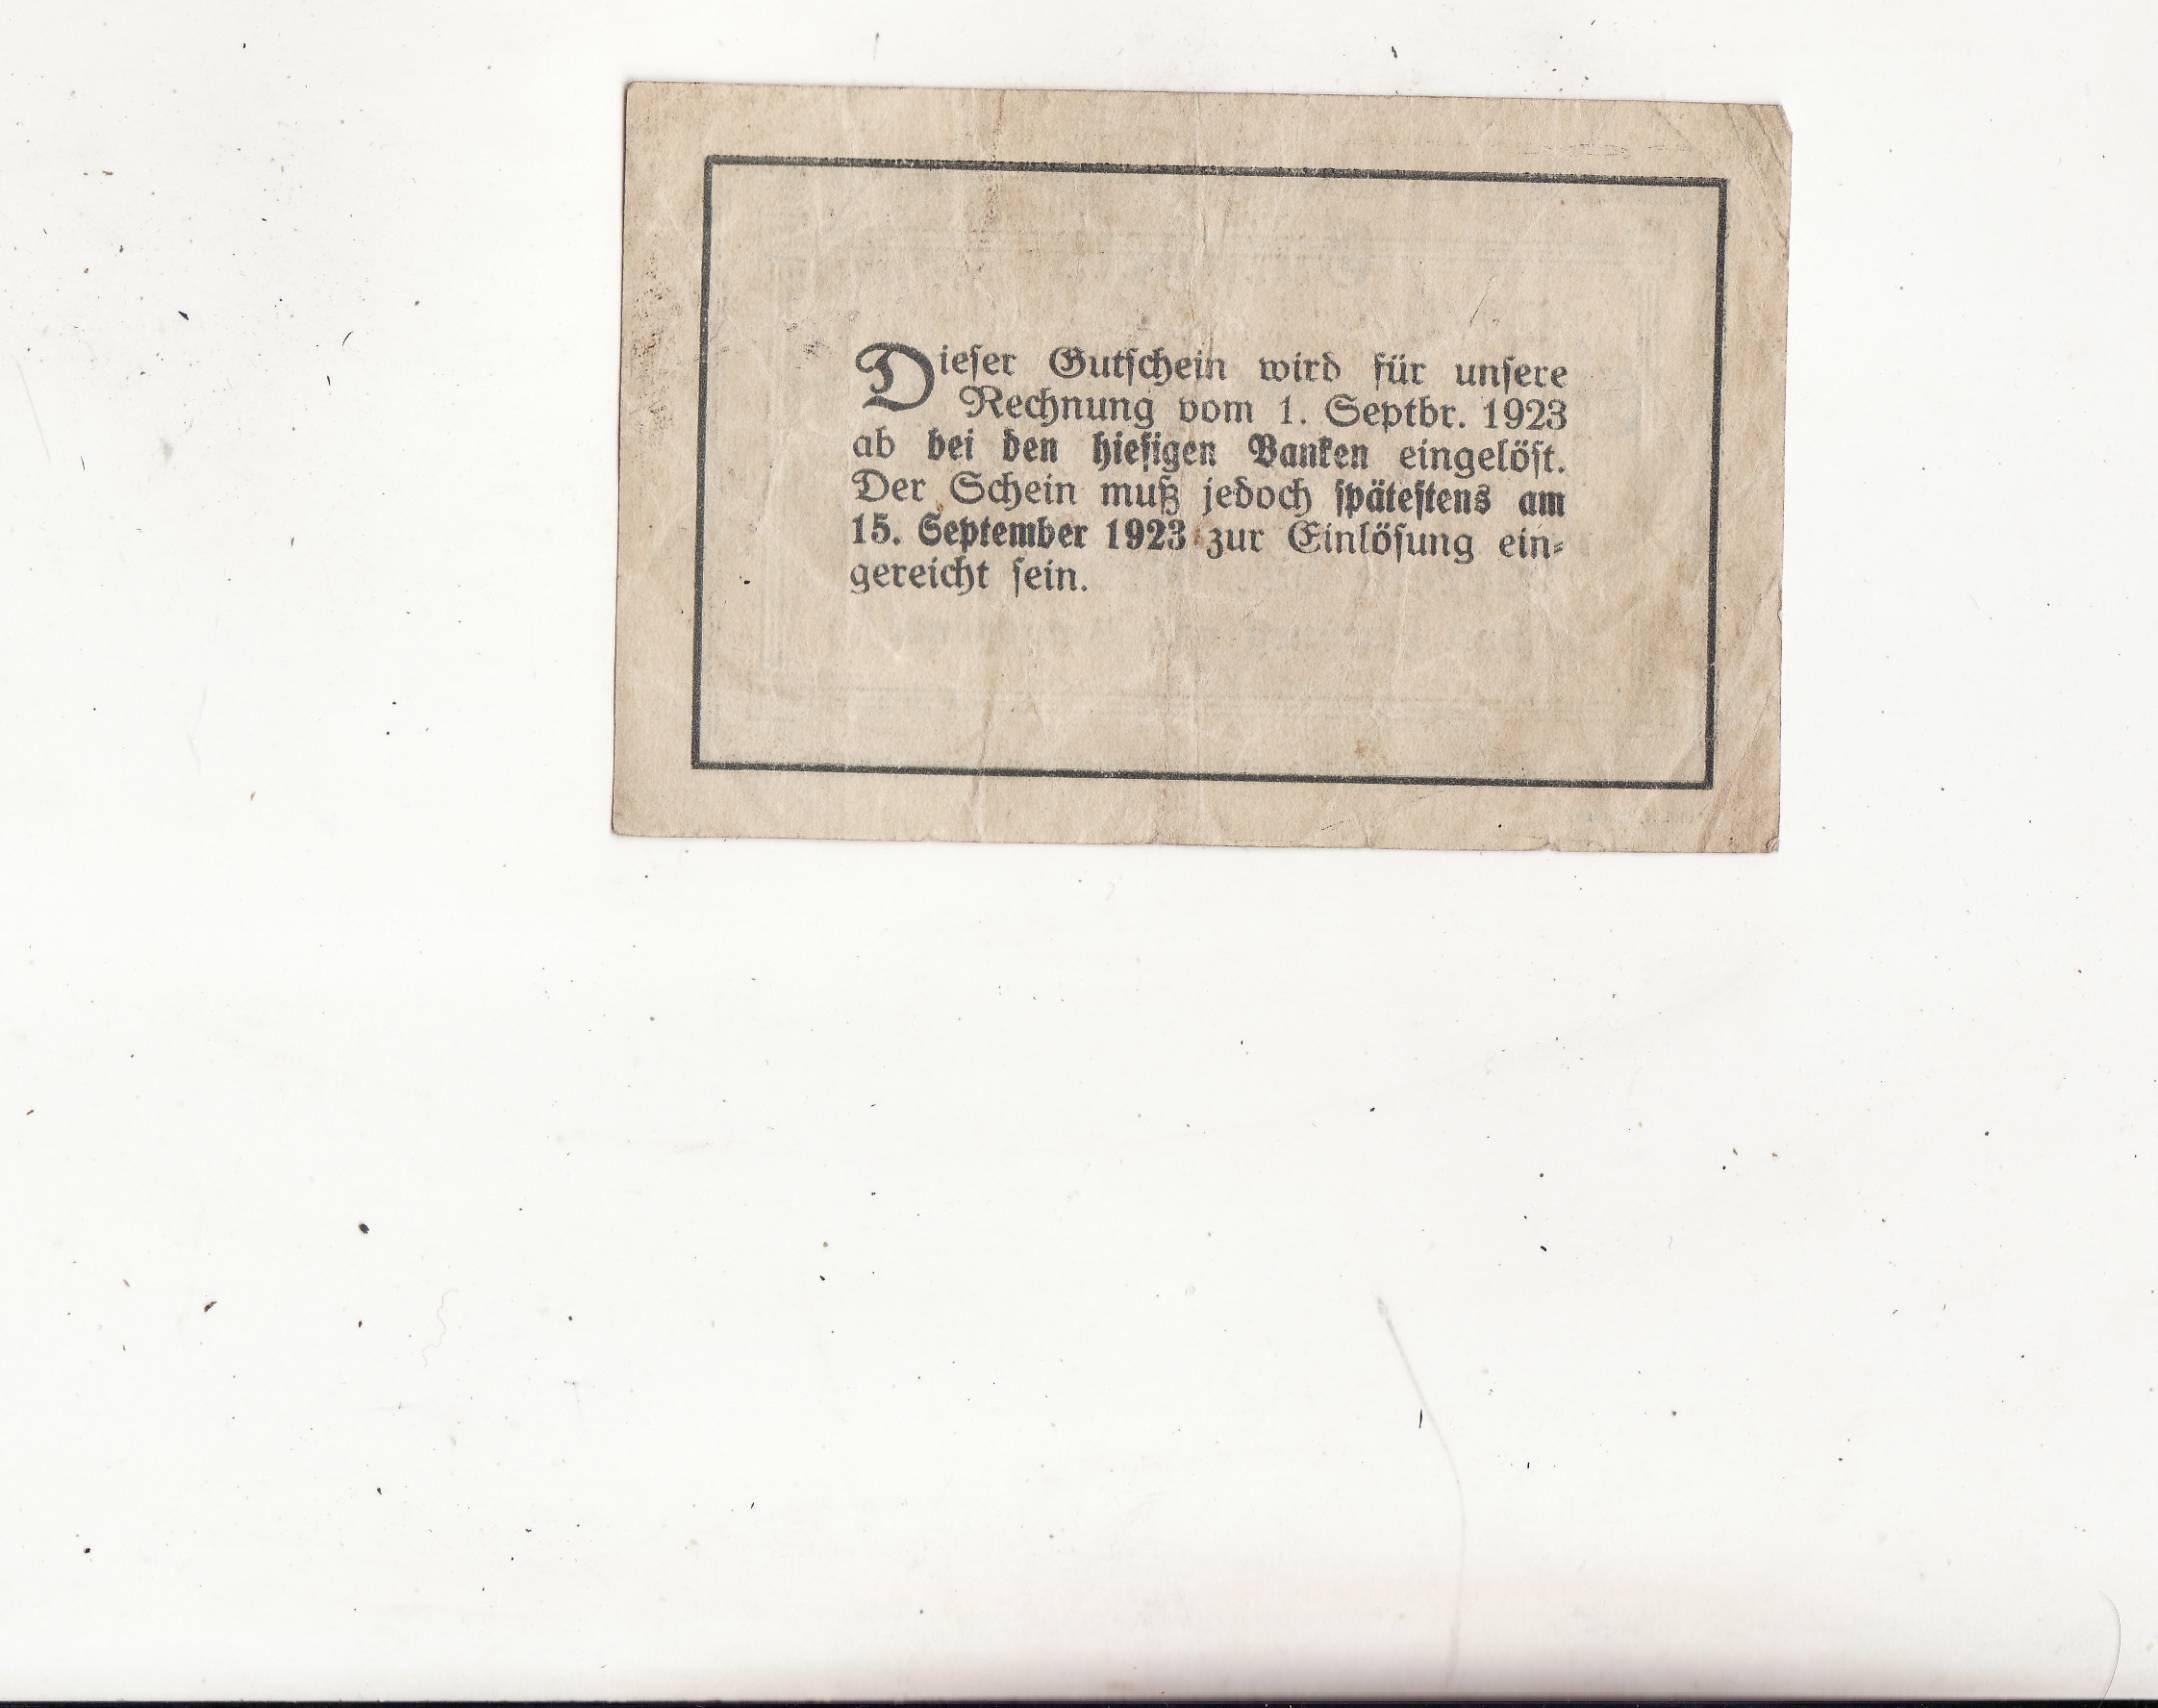 Dieser Gutschein wird für unsere
Rechnung vom 1. Septbr. 1923
ab bei den hiesigen Banken eingelöst.
Der Schein muß jedoch spätestens am
15. September 1923 zur Einlösung ein-
gereicht sein.